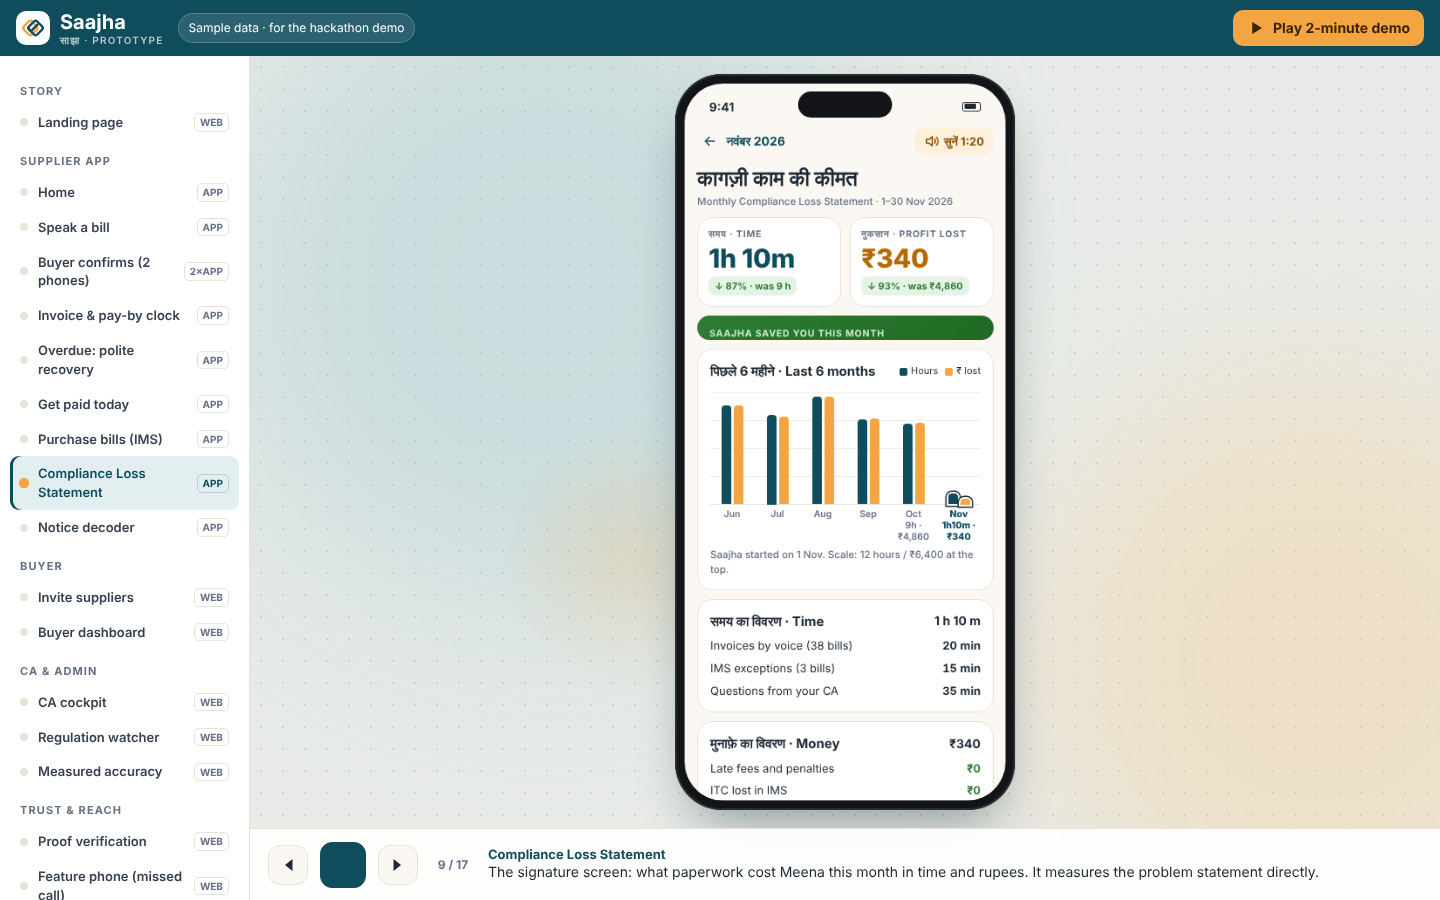 Saajha
साझा · PROTOTYPE
Sample data · for the hackathon demo
Play 2-minute demo
STORY
Landing page WEB
SUPPLIER APP
Home APP
Speak a bill APP
Buyer confirms (2 phones) 2×APP
Invoice & pay-by clock APP
Overdue: polite recovery APP
Get paid today APP
Purchase bills (IMS) APP
Compliance Loss Statement APP
Notice decoder APP
BUYER
Invite suppliers WEB
Buyer dashboard WEB
CA & ADMIN
CA cockpit WEB
Regulation watcher WEB
Measured accuracy WEB
TRUST & REACH
Proof verification WEB
Feature phone (missed call) WEB
9:41
← नवंबर 2026
सुनें 1:20
कागज़ी काम की कीमत
Monthly Compliance Loss Statement · 1–30 Nov 2026
समय · TIME
1h 10m
↓ 87% · was 9 h
नुकसान · PROFIT LOST
₹340
↓ 93% · was ₹4,860
SAAJHA SAVED YOU THIS MONTH
पिछले 6 महीने · Last 6 months
Hours ₹ lost
Jun Jul Aug Sep Oct Nov
9h · ₹4,860
1h10m · ₹340
Saajha started on 1 Nov. Scale: 12 hours / ₹6,400 at the
top.
समय का विवरण · Time 1 h 10 m
Invoices by voice (38 bills) 20 min
IMS exceptions (3 bills) 15 min
Questions from your CA 35 min
मुनाफ़े का विवरण · Money ₹340
Late fees and penalties ₹0
ITC lost in IMS ₹0
9 / 17
Compliance Loss Statement
The signature screen: what paperwork cost Meena this month in time and rupees. It measures the problem statement directly.